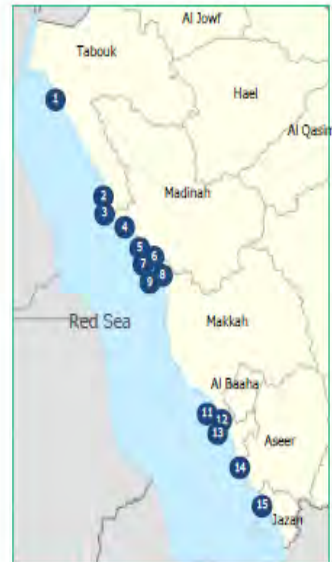 Al Jowf
Tabouk
Hael
1
Al Qasim
2
Madinah
3
4
5
6
7
8
9
Red Sea
Makkah
Al Baaha
11
12
13
Aseer
14
15
Jazan